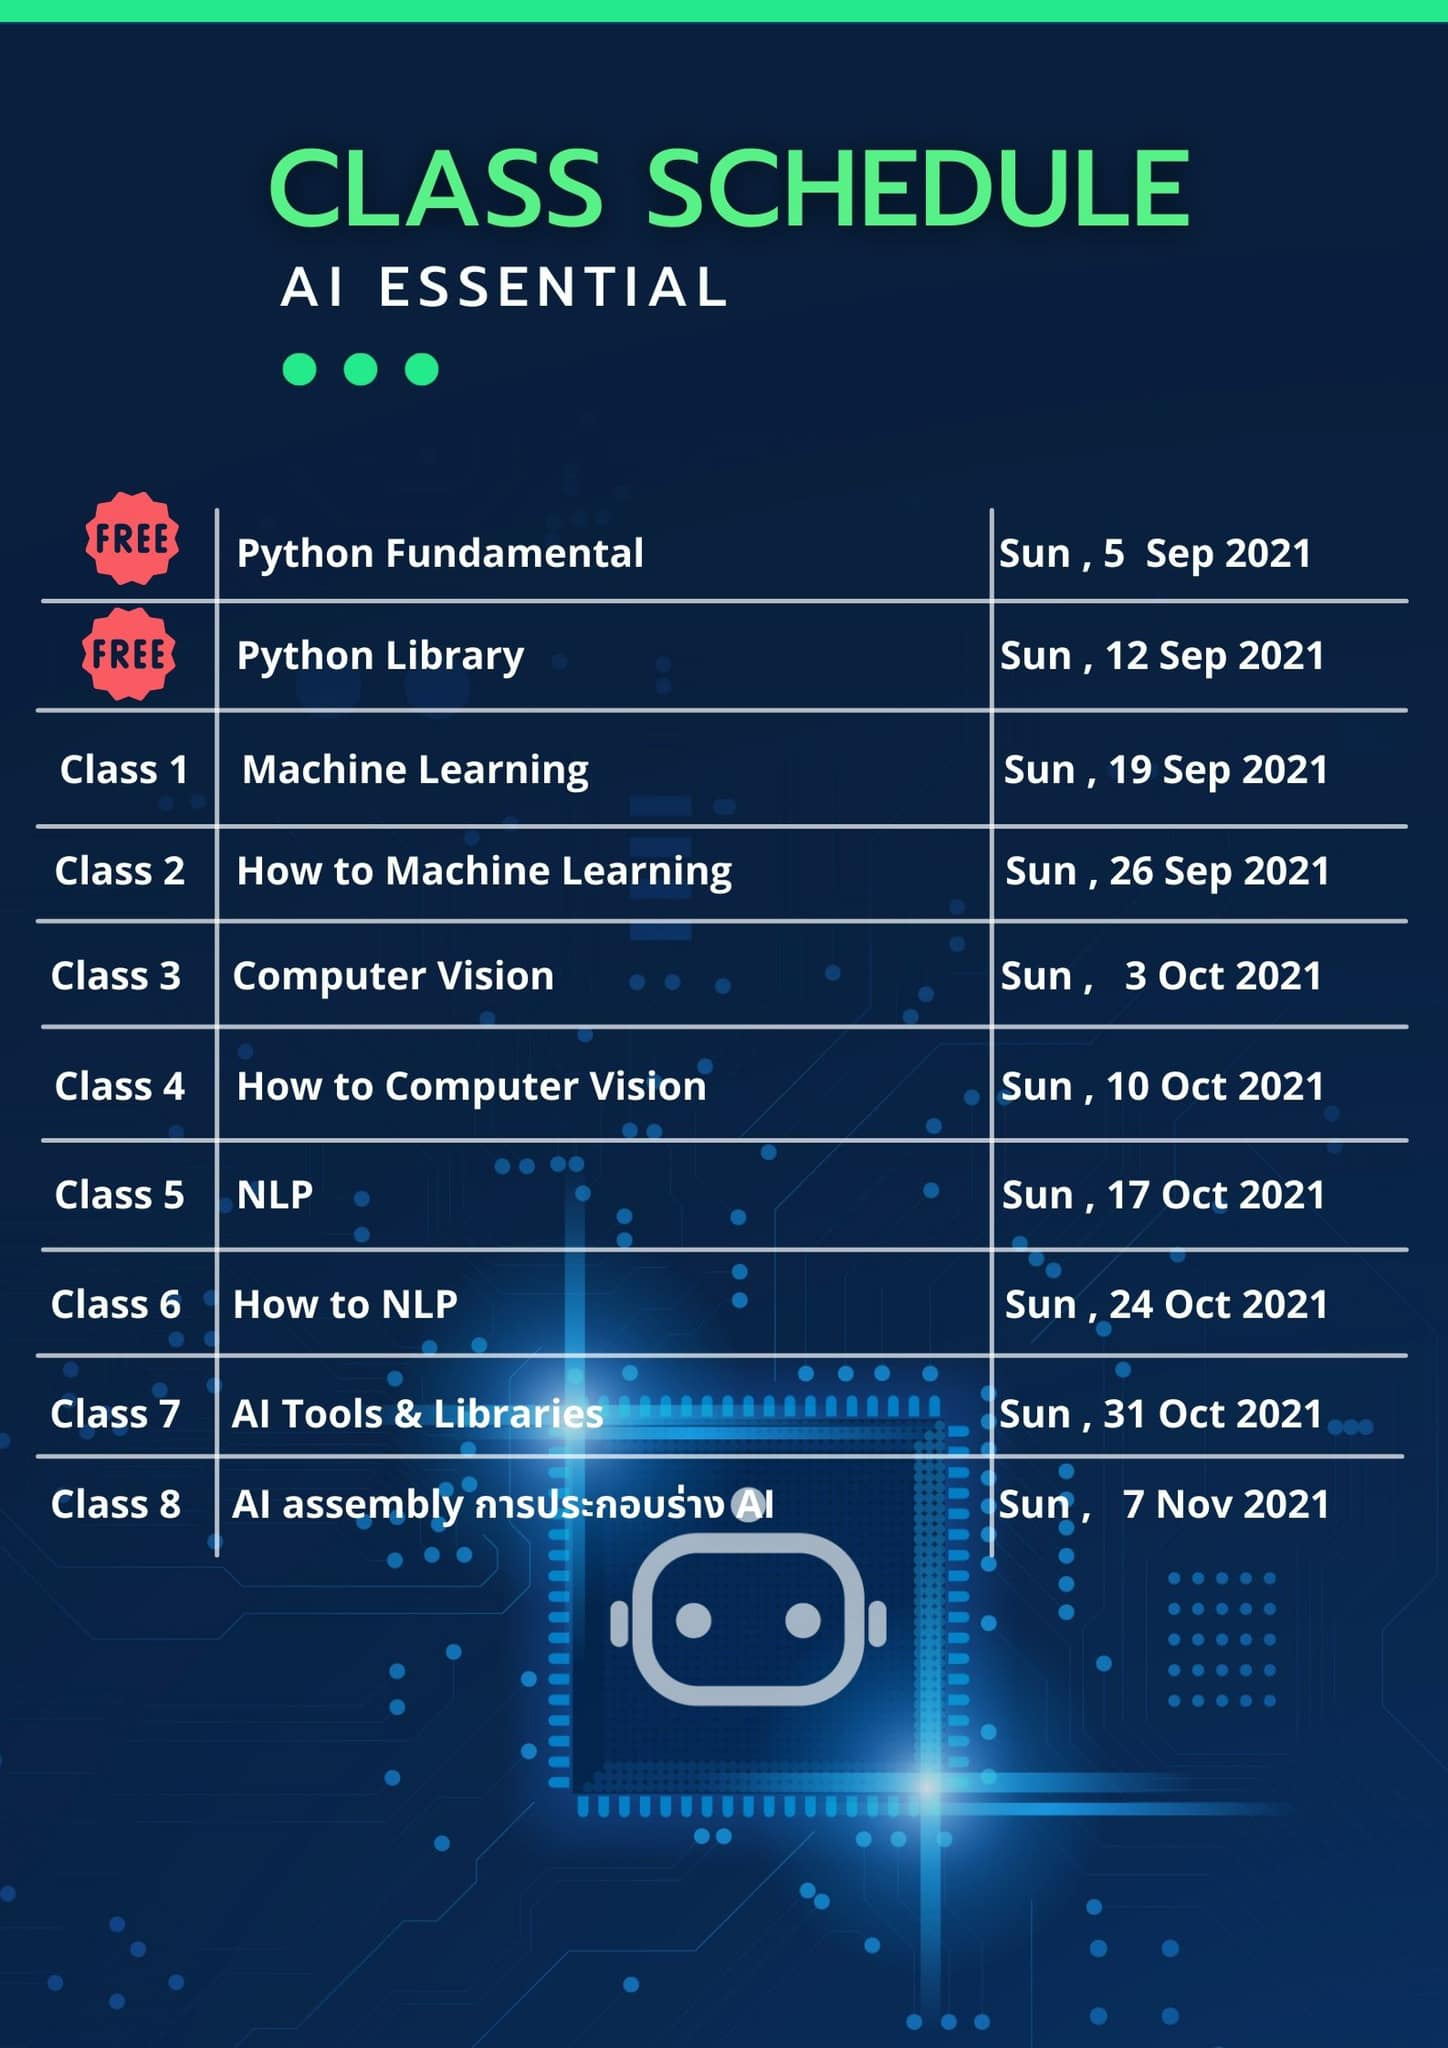 CLASS SCHEDULE
AI ESSENTIAL
FREE Python Fundamental Sun , 5 Sep 2021
FREE Python Library Sun , 12 Sep 2021
Class 1 Machine Learning Sun , 19 Sep 2021
Class 2 How to Machine Learning Sun , 26 Sep 2021
Class 3 Computer Vision Sun , 3 Oct 2021
Class 4 How to Computer Vision Sun , 10 Oct 2021
Class 5 NLP Sun , 17 Oct 2021
Class 6 How to NLP Sun , 24 Oct 2021
Class 7 AI Tools & Libraries Sun , 31 Oct 2021
Class 8 AI assembly การประกอบร่าง AI Sun , 7 Nov 2021